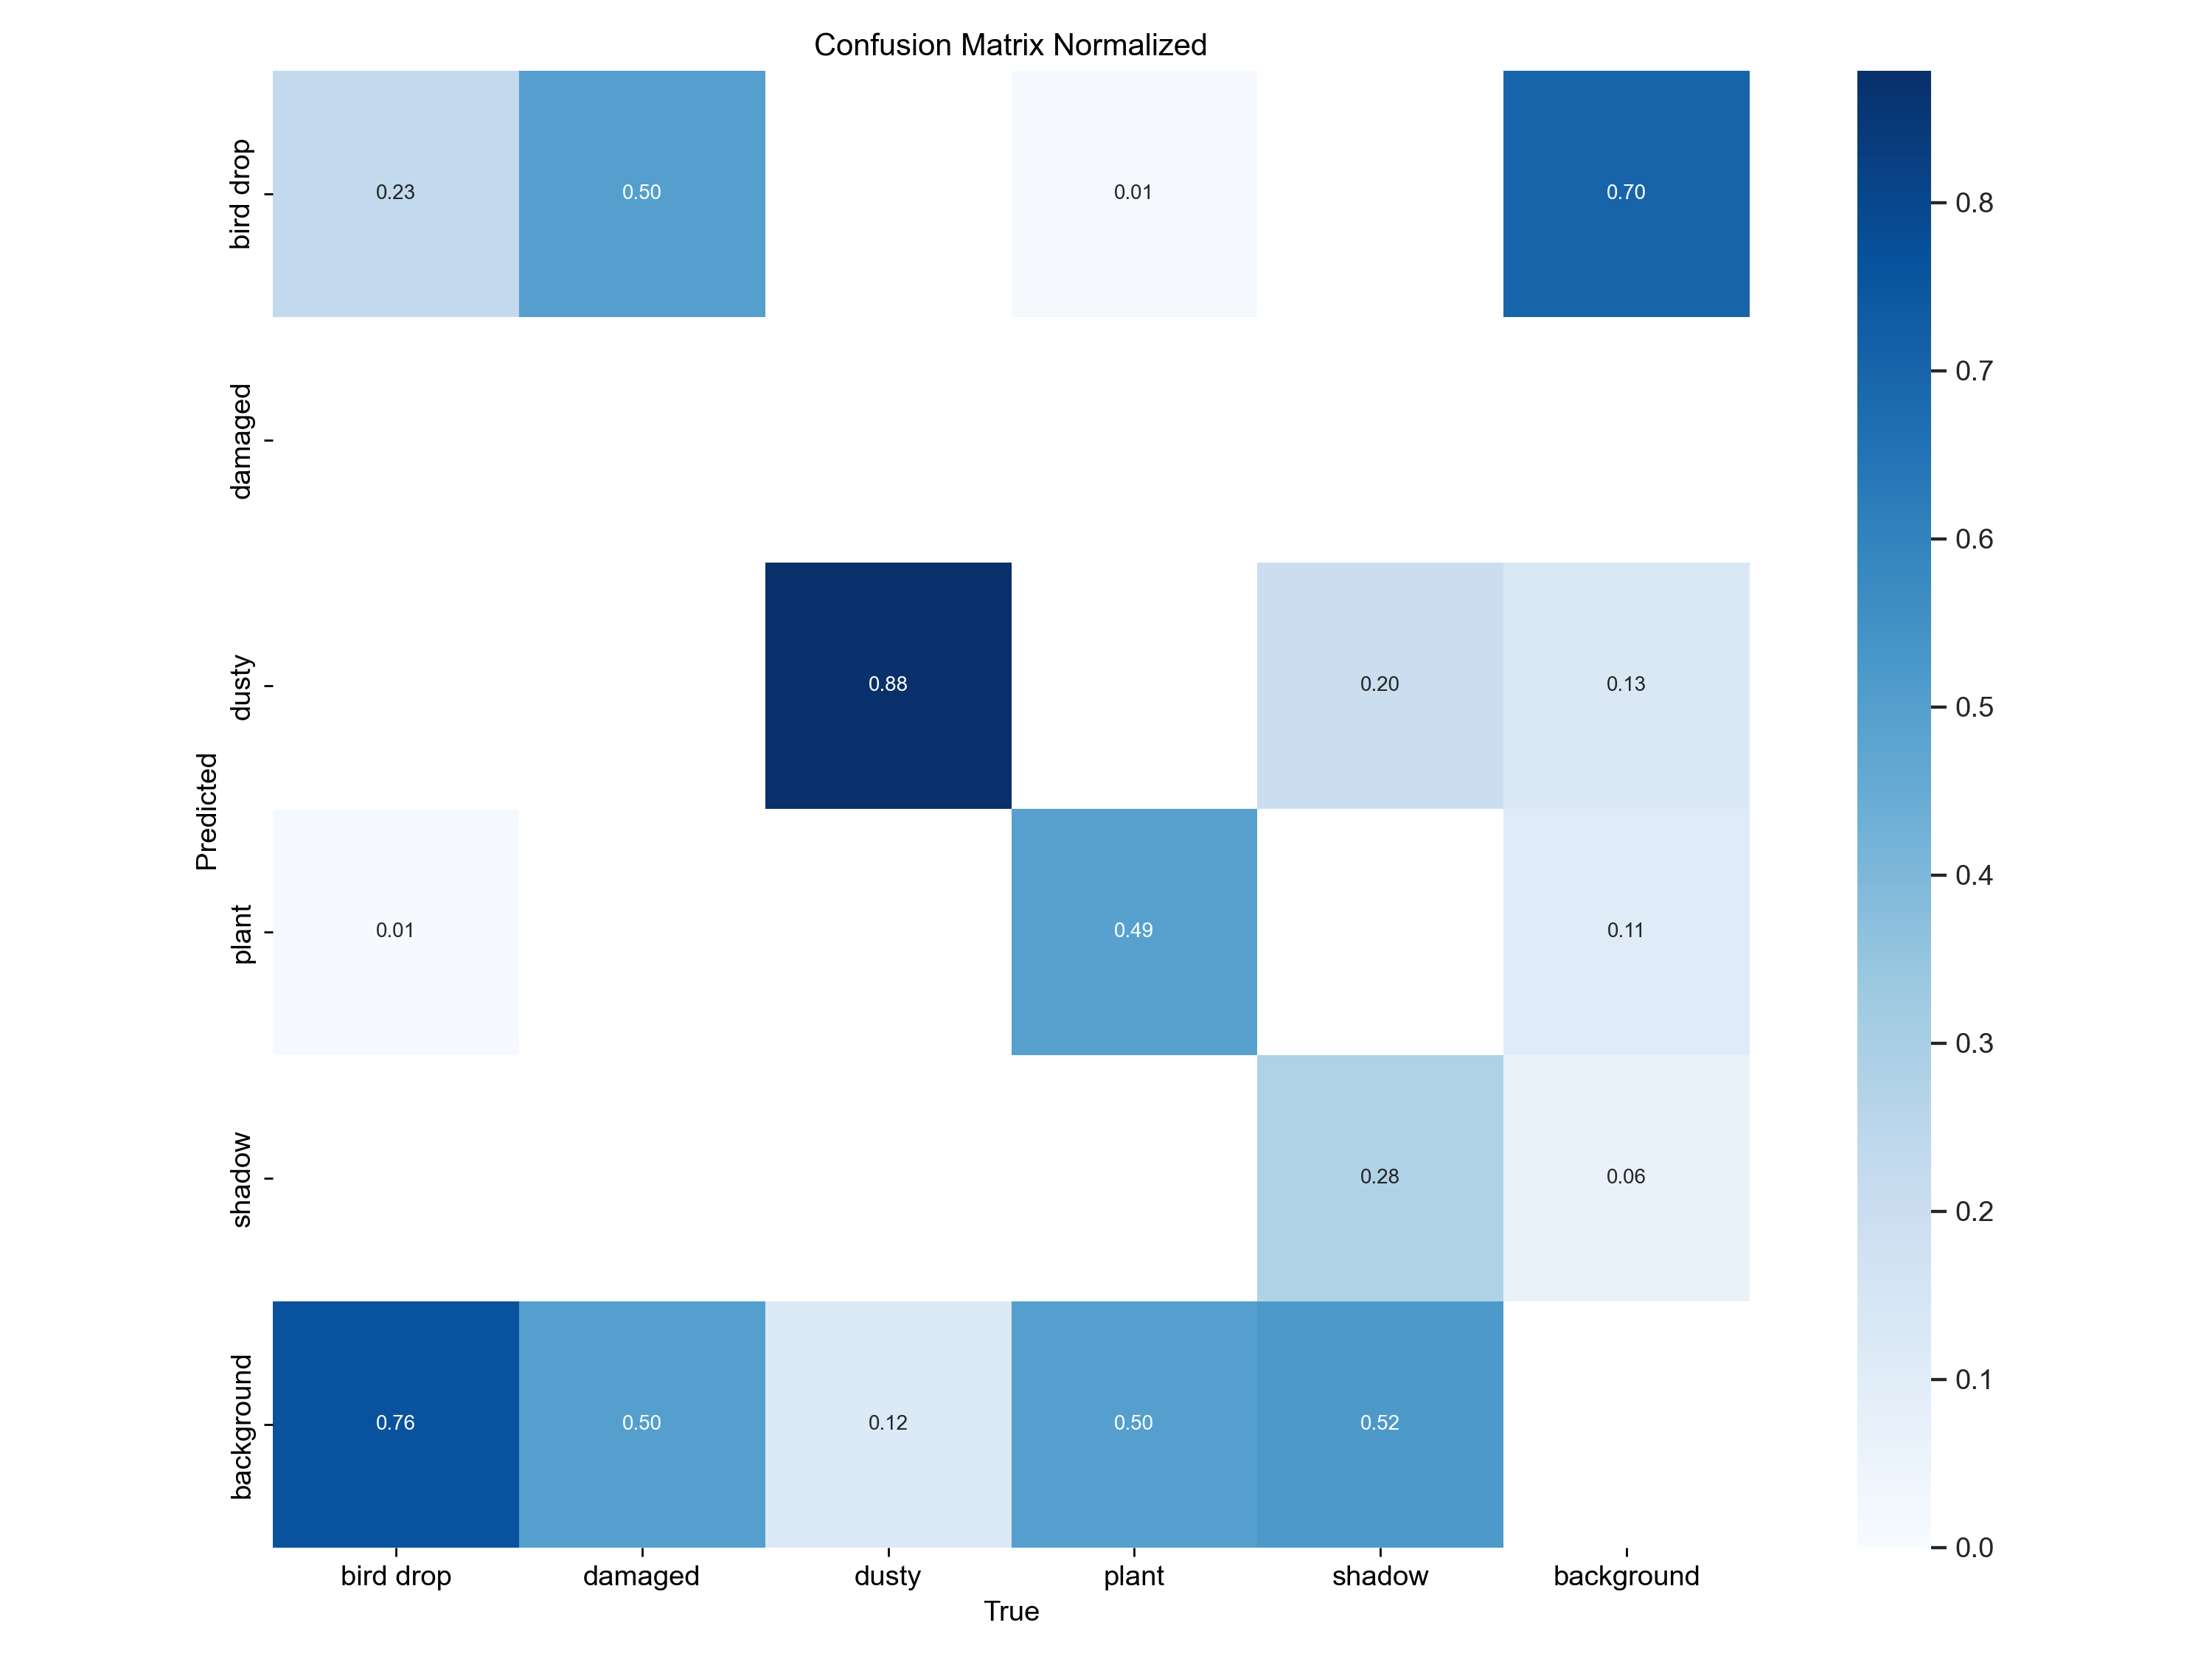 Confusion Matrix Normalized
bird drop
0.23 0.50 0.01 0.70
damaged
dusty
0.88 0.20 0.13
plant
0.01 0.49 0.11
shadow
0.28 0.06
background
0.76 0.50 0.12 0.50 0.52
Predicted
bird drop damaged dusty plant shadow background
True
0.8
0.7
0.6
0.5
0.4
0.3
0.2
0.1
0.0